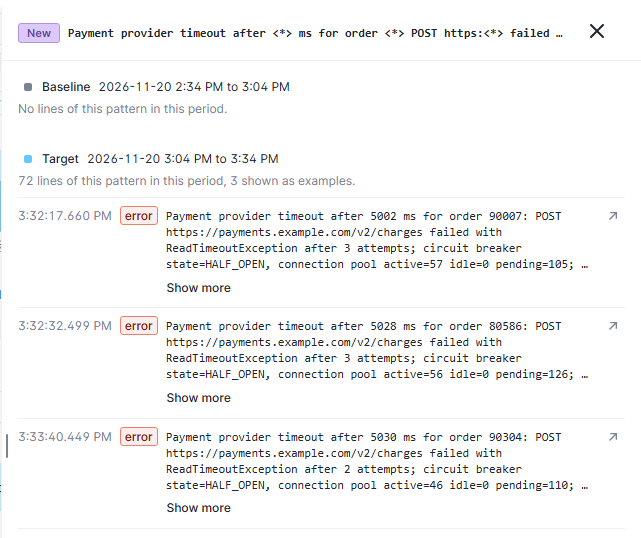 New Payment provider timeout after <*> ms for order <*> POST https:<*> failed …
Baseline 2026-11-20 2:34 PM to 3:04 PM
No lines of this pattern in this period.
Target 2026-11-20 3:04 PM to 3:34 PM
72 lines of this pattern in this period, 3 shown as examples.
3:32:17.660 PM error Payment provider timeout after 5002 ms for order 90007: POST
https://payments.example.com/v2/charges failed with
ReadTimeoutException after 3 attempts; circuit breaker
state=HALF_OPEN, connection pool active=57 idle=0 pending=105; …
Show more
3:32:32.499 PM error Payment provider timeout after 5028 ms for order 80586: POST
https://payments.example.com/v2/charges failed with
ReadTimeoutException after 3 attempts; circuit breaker
state=HALF_OPEN, connection pool active=56 idle=0 pending=126; …
Show more
3:33:40.449 PM error Payment provider timeout after 5030 ms for order 90304: POST
https://payments.example.com/v2/charges failed with
ReadTimeoutException after 2 attempts; circuit breaker
state=HALF_OPEN, connection pool active=46 idle=0 pending=110; …
Show more